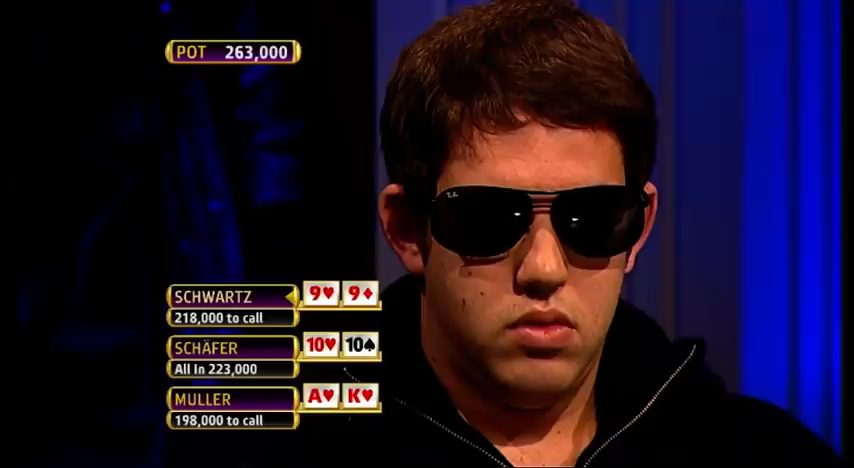 POT 263,000
SCHWARTZ 9♥ 9♦
218,000 to call
SCHÄFER 10♥ 10♠
All In 223,000
MULLER A♥ K♥
198,000 to call